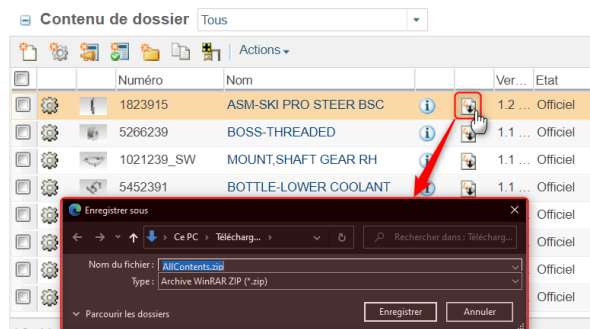 Contenu de dossier Tous
Actions
Numéro Nom Ver... Etat
1823915 ASM-SKI PRO STEER BSC 1.2 ... Officiel
5266239 BOSS-THREADED 1.1 ... Officiel
1021239_SW MOUNT,SHAFT GEAR RH 1.1 ... Officiel
5452391 BOTTLE-LOWER COOLANT 1.1 ... Officiel
Enregistrer sous
Officiel
Ce PC > Télécharg... > Rechercher dans : Télécharg...
Officiel
Nom du fichier : AllContents.zip
Type : Archive WinRAR ZIP (*.zip)
Officiel
Parcourir les dossiers Enregistrer Annuler
Officiel